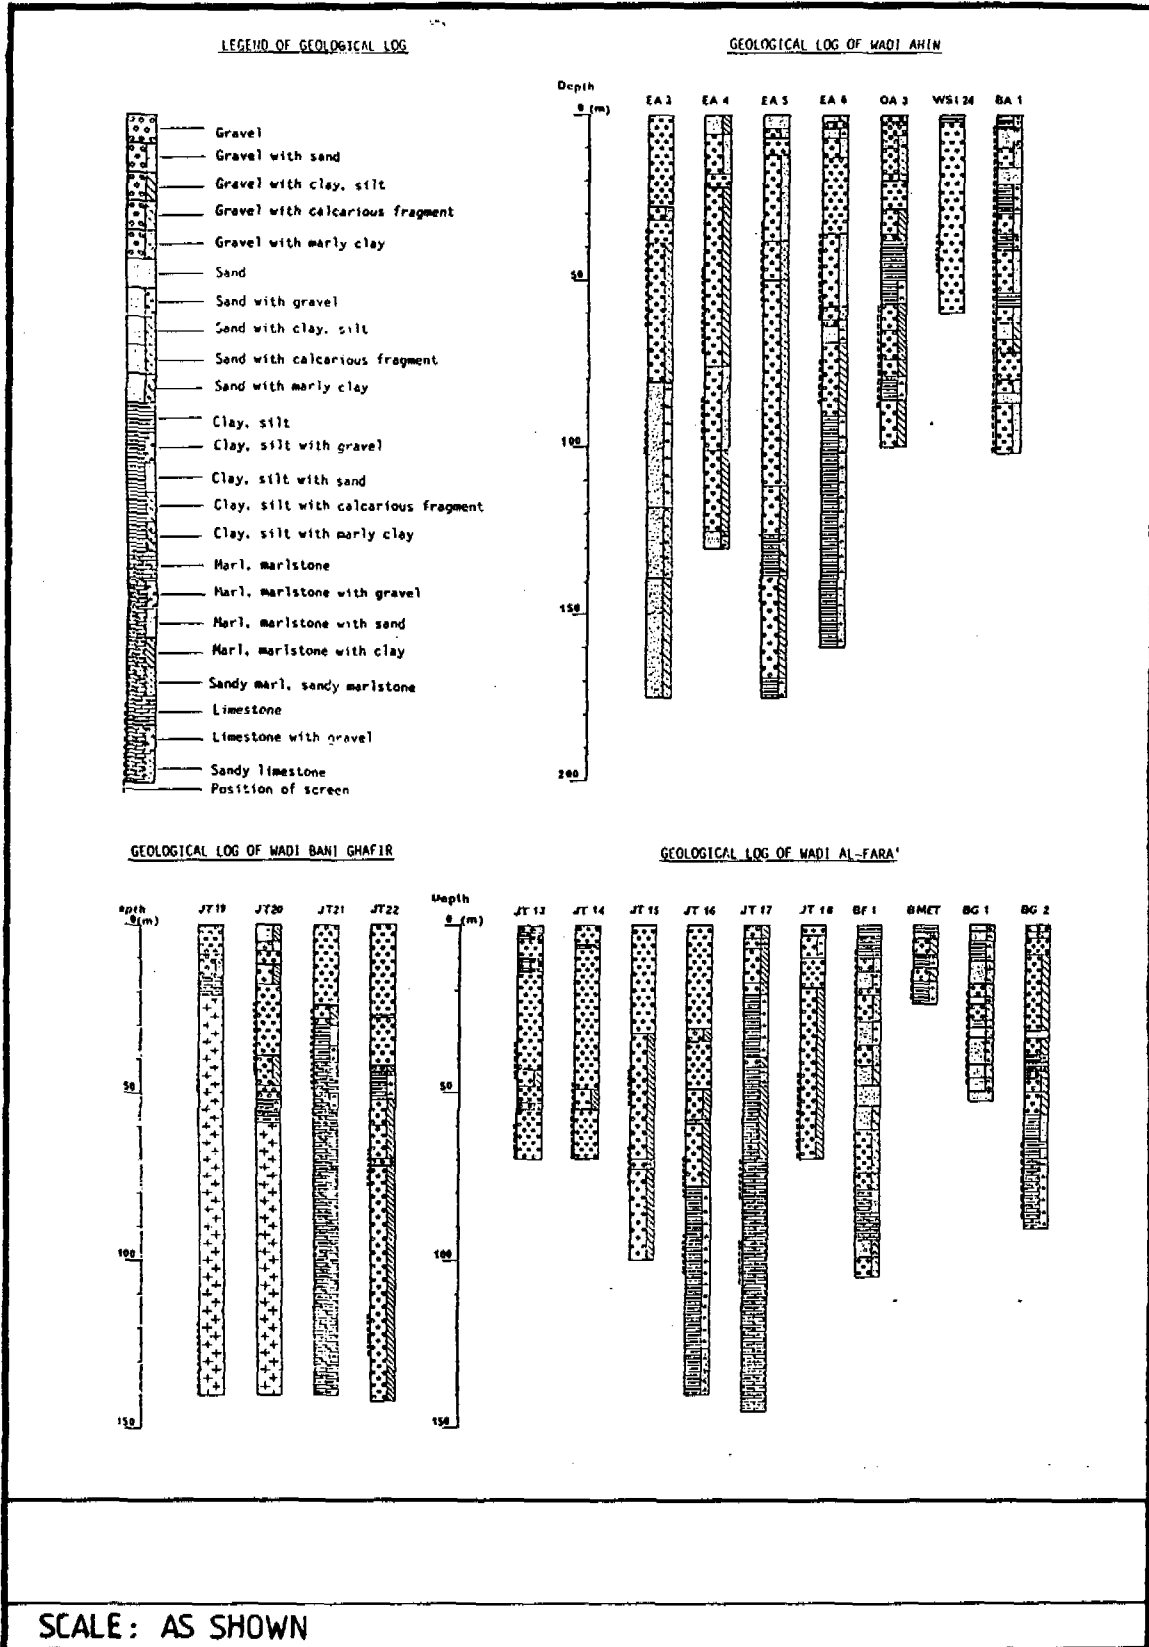 LEGEND OF GEOLOGICAL LOG
Gravel
Gravel with sand
Gravel with clay, silt
Gravel with calcarious fragment
Gravel with marly clay
Sand
Sand with gravel
Sand with clay, silt
Sand with calcarious fragment
Sand with marly clay
Clay, silt
Clay, silt with gravel
Clay, silt with sand
Clay, silt with calcarious fragment
Clay, silt with marly clay
Marl, marlstone
Marl, marlstone with gravel
Marl, marlstone with sand
Marl, marlstone with clay
Sandy marl, sandy marlstone
Limestone
Limestone with gravel
Sandy limestone
Position of screen
GEOLOGICAL LOG OF WADI AHIN
Depth
0 (m)
EA 3 EA 4 EA 5 EA 6 OA 3 WS1 24 BA 1
50
100
150
200
GEOLOGICAL LOG OF WADI BANI GHAFIR
epth
0 (m)
JT19 JT20 JT21 JT22
50
100
150
GEOLOGICAL LOG OF WADI AL-FARA'
Depth
0 (m)
JT 13 JT 14 JT 15 JT 16 JT 17 JT 18 BF 1 BMET BG 1 BG 2
50
100
150
SCALE: AS SHOWN